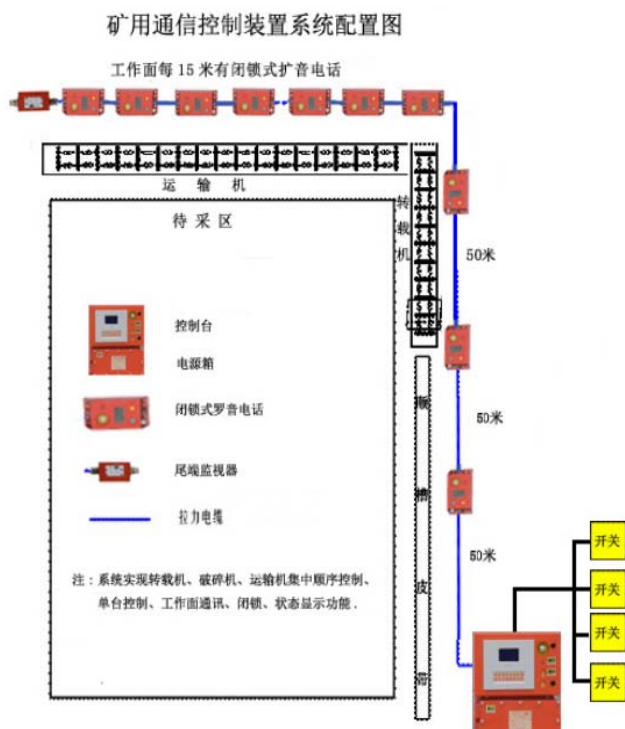 矿用通信控制装置系统配置图
工作面每 15 米有闭锁式扩音电话
运 输 机
转载机
待采区
50米
控制台
电源箱
闭锁式罗音电话
50米
尾端监视器
拉力电缆
50米
顺槽皮带
注：系统实现转载机、破碎机、运输机集中顺序控制、
单台控制、工作面通讯、闭锁、状态显示功能.
开关
开关
开关
开关